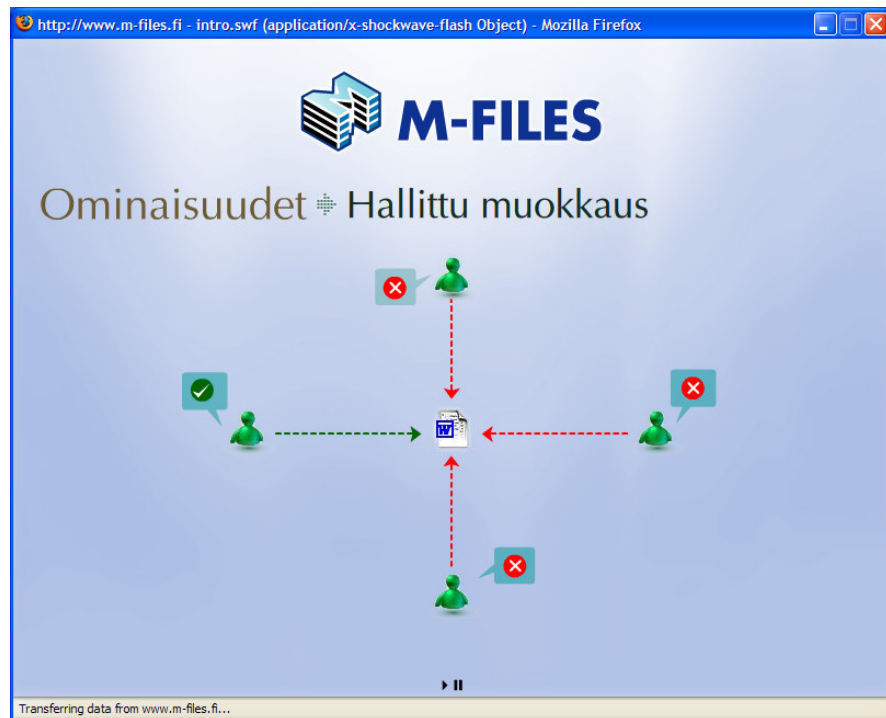 http://www.m-files.fi - intro.swf (application/x-shockwave-flash Object) - Mozilla Firefox
M-FILES
Ominaisuudet Hallittu muokkaus
W
Transferring data from www.m-files.fi...